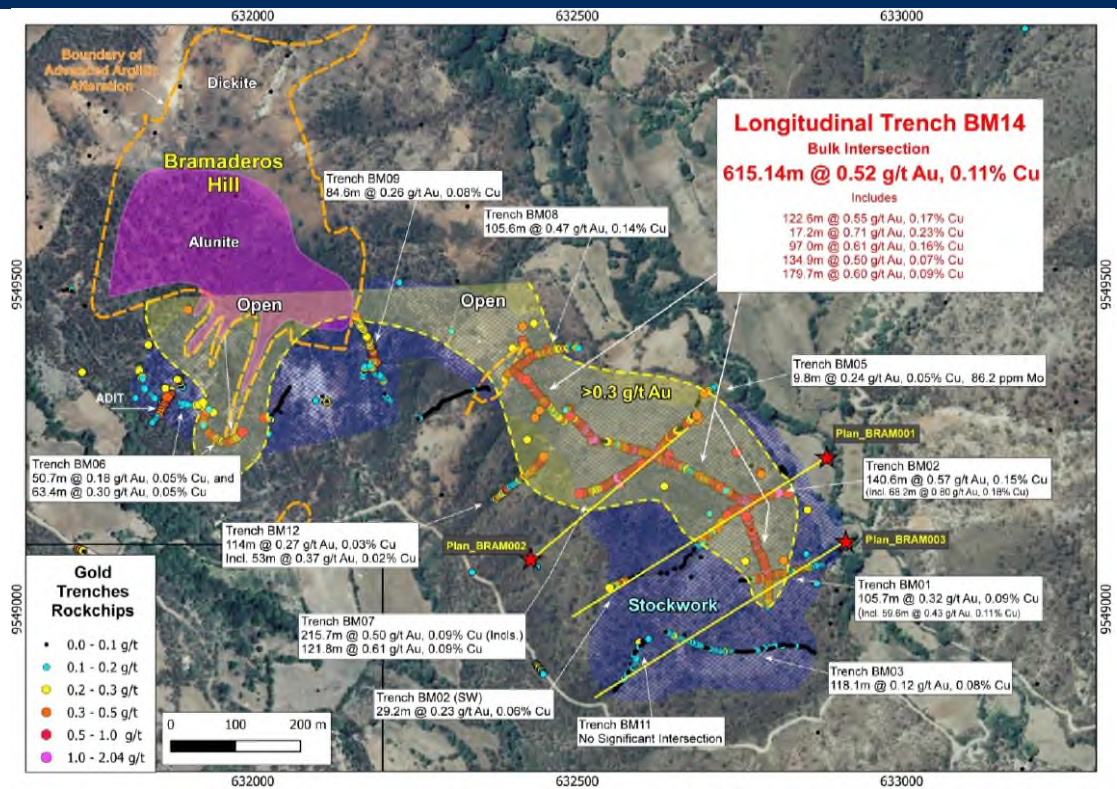 632000
632500
633000
Boundary of
Advanced Argillic
Alteration
Dickite
Bramaderos
Hill
Alunite
Open
Open
Trench BM09
84.6m @ 0.26 g/t Au, 0.08% Cu
Trench BM08
105.6m @ 0.47 g/t Au, 0.14% Cu
Longitudinal Trench BM14
Bulk Intersection
615.14m @ 0.52 g/t Au, 0.11% Cu
Includes
122.6m @ 0.55 g/t Au, 0.17% Cu
17.2m @ 0.71 g/t Au, 0.23% Cu
97.0m @ 0.61 g/t Au, 0.16% Cu
134.9m @ 0.50 g/t Au, 0.07% Cu
179.7m @ 0.60 g/t Au, 0.09% Cu
9549500
9549500
Trench BM05
9.8m @ 0.24 g/t Au, 0.05% Cu, 86.2 ppm Mo
>0.3 g/t Au
ADIT
Plan_BRAM001
Trench BM06
50.7m @ 0.18 g/t Au, 0.05% Cu, and
63.4m @ 0.30 g/t Au, 0.05% Cu
Trench BM02
140.6m @ 0.57 g/t Au, 0.15% Cu
(Incl. 68.2m @ 0.80 g/t Au, 0.18% Cu)
Trench BM12
114m @ 0.27 g/t Au, 0.03% Cu
Incl. 53m @ 0.37 g/t Au, 0.02% Cu
Plan_BRAM002
Plan_BRAM003
Trench BM01
105.7m @ 0.32 g/t Au, 0.09% Cu
(Incl. 59.6m @ 0.43 g/t Au, 0.11% Cu)
Stockwork
9549000
9549000
Trench BM07
215.7m @ 0.50 g/t Au, 0.09% Cu (Incls.)
121.8m @ 0.61 g/t Au, 0.09% Cu
Trench BM03
118.1m @ 0.12 g/t Au, 0.08% Cu
Trench BM02 (SW)
29.2m @ 0.23 g/t Au, 0.06% Cu
Trench BM11
No Significant Intersection
Gold
Trenches
Rockchips
0.0 - 0.1 g/t
0.1 - 0.2 g/t
0.2 - 0.3 g/t
0.3 - 0.5 g/t
0.5 - 1.0 g/t
1.0 - 2.04 g/t
0 100 200 m
632000
632500
633000